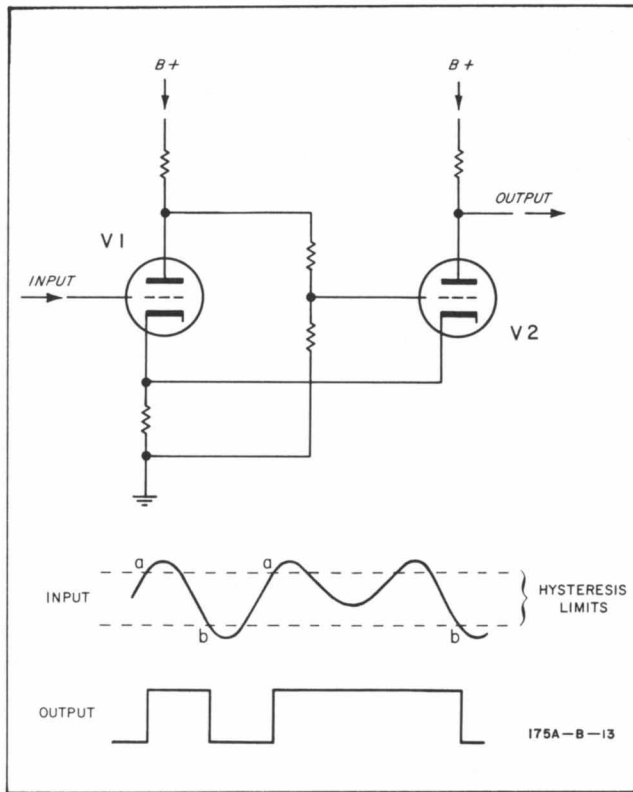 B+
B+
OUTPUT
V1
INPUT
V2
a
a
INPUT
HYSTERESIS
LIMITS
b
b
OUTPUT
175A-B-13